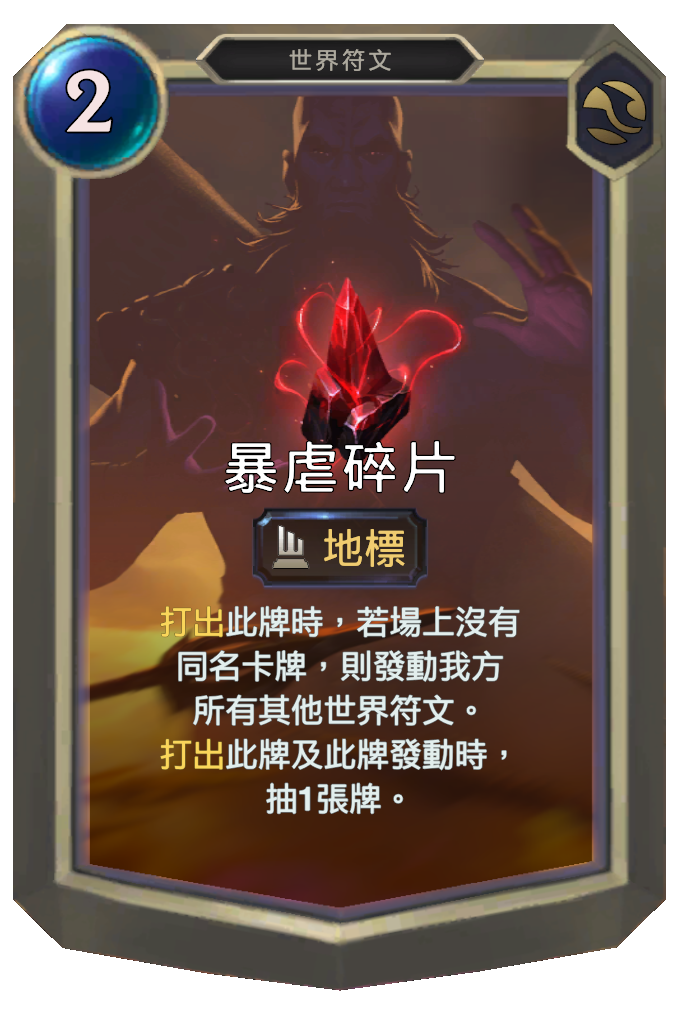 2
世界符文
暴虐碎片
地標
打出此牌時，若場上沒有
同名卡牌，則發動我方
所有其他世界符文。
打出此牌及此牌發動時，
抽1張牌。